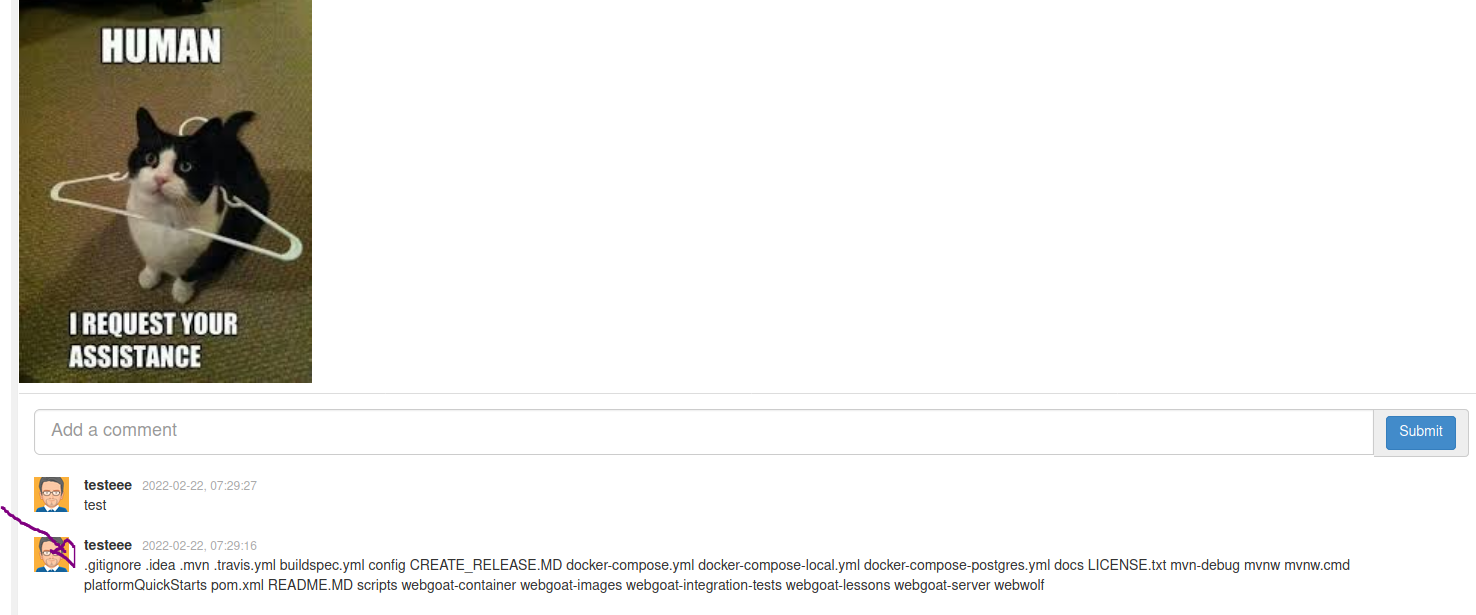 HUMAN
I REQUEST YOUR
ASSISTANCE
Add a comment
Submit
testeee 2022-02-22, 07:29:27
test
testeee 2022-02-22, 07:29:16
.gitignore .idea .mvn .travis.yml buildspec.yml config CREATE_RELEASE.MD docker-compose.yml docker-compose-local.yml docker-compose-postgres.yml docs LICENSE.txt mvn-debug mvnw mvnw.cmd
platformQuickStarts pom.xml README.MD scripts webgoat-container webgoat-images webgoat-integration-tests webgoat-lessons webgoat-server webwolf